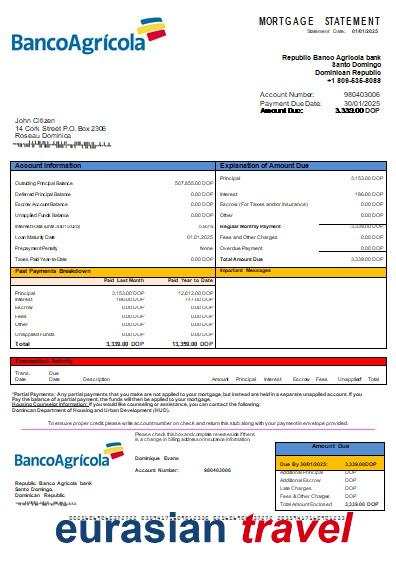 BancoAgrícola
MORTGAGE STATEMENT
Statement Date: 01/01/2025
Republic Banco Agricola bank
Santo Domingo
Dominican Republic
+1 809-535-8088
Account Number: 980403006
Payment Due Date: 30/01/2025
Amount Due: 3,339.00 DOP
John Citizen
14 Cork Street P.O. Box 2306
Roseau Dominica
Account Information
Outstanding Principal Balance 507,855.00 DOP
Deferred Principal Balance 0.00 DOP
Escrow Account Balance 0.00 DOP
Unapplied Funds Balance 0.00 DOP
Interest Rate (Until 30/01/2025)
Loan Maturity Date 01.01.2025
Prepayment Penalty None
Taxes Paid Year-to-Date 0.00 DOP
Explanation of Amount Due
Principal 3,153.00 DOP
Interest 186.00 DOP
Escrow (For Taxes and/or Insurance) 0.00 DOP
Other 0.00 DOP
Regular Monthly Payment 3,339.00 DOP
Fees and Other Charges 0.00 DOP
Overdue Payment 0.00 DOP
Total Amount Due 3,339.00 DOP
Past Payments Breakdown
Paid Last Month Paid Year to Date
Principal 3,153.00 DOP 12,612.00 DOP
Interest 186.00 DOP 747.00 DOP
Escrow 0.00 DOP 0.00 DOP
Fees 0.00 DOP 0.00 DOP
Other 0.00 DOP 0.00 DOP
Unapplied Funds 0.00 DOP 0.00 DOP
Total 3,339.00 DOP 13,359.00 DOP
Important Messages
Transaction Activity
Trans. Date Due Date Description Amount Principal Interest Escrow Fees Unapplied* Total
*Partial Payments: Any partial payments that you make are not applied to your mortgage, but instead are held in a separate unapplied account. If you
Pay the balance of a partial payment, the funds will then be applied to your mortgage.
Housing Counselor Information: If you would like counseling or assistance, you can contact the following:
Dominican Department of Housing and Urban Development (HUD).
To ensure proper credit please write account number on check and return this stub along with your payment in envelope provided.
BancoAgrícola
Please check this box and complete reverse side if there
is a change in billing address or insurance information
Dominique Evans
Account Number: 980403006
Republic Banco Agricola bank
Santo Domingo,
Dominican Republic
Amount Due
Due By 30/01/2025: 3,339.00DOP
Additional Principal DOP
Additional Escrow DOP
Late Charges DOP
Fees & Other Charges DOP
Total Amount Enclosed 3,339.00 DOP
eurasian travel